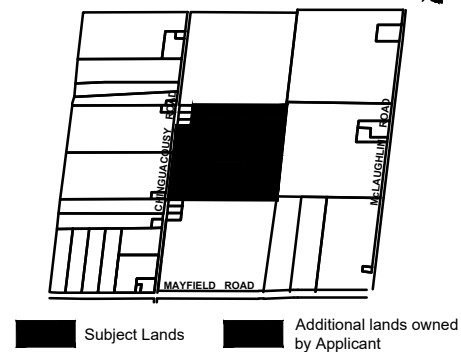 CHINGUACOUSY ROAD
McLAUGHLIN ROAD
MAYFIELD ROAD
Subject Lands
Additional lands owned
by Applicant